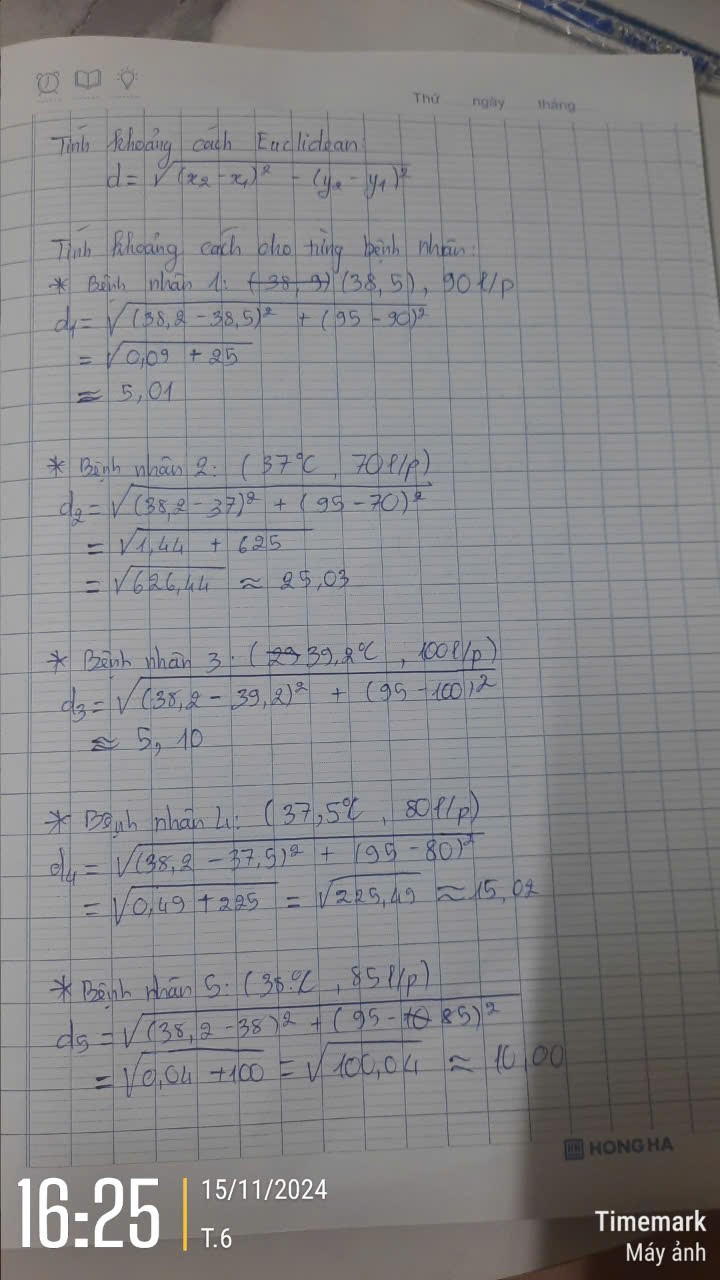 Thứ ngày tháng
Tính khoảng cách Euclidean:
d = √(x₂ - x₁)² - (y₂ - y₁)²
Tính khoảng cách cho từng bệnh nhân:
* Bệnh nhân 1: (38, 9) (38,5), 90 l/p
d₁ = √(38,2 - 38,5)² + (95 - 90)²
= √0,09 + 25
≈ 5,01
* Bệnh nhân 2: (37°C, 70 l/p)
d₂ = √(38,2 - 37)² + (95 - 70)²
= √1,44 + 625
= √626,44 ≈ 25,03
* Bệnh nhân 3: (29 39,2°C, 100 l/p)
d₃ = √(38,2 - 39,2)² + (95 - 100)²
≈ 5,10
* Bệnh nhân 4: (37,5°C, 80 l/p)
d₄ = √(38,2 - 37,5)² + (95 - 80)²
= √0,49 + 225 = √225,49 ≈ 15,02
* Bệnh nhân 5: (38°C, 85 l/p)
d₅ = √(38,2 - 38)² + (95 - 85)²
= √0,04 + 100 = √100,04 ≈ 10,00
HONG HA
16:25
15/11/2024
T.6
Timemark
Máy ảnh